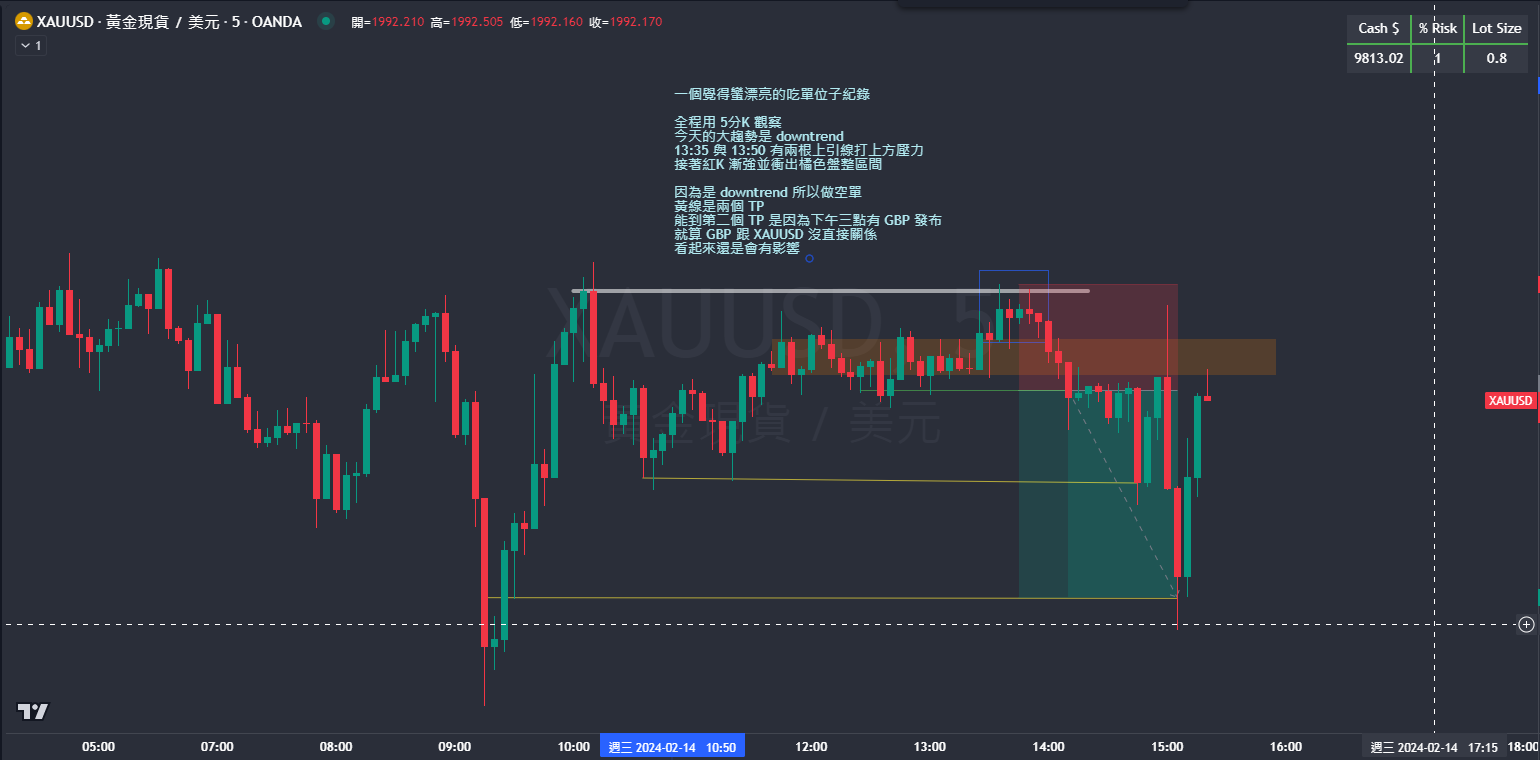 XAUUSD · 黃金現貨 / 美元 · 5 · OANDA 開=1992.210 高=1992.505 低=1992.160 收=1992.170
1
Cash $ % Risk Lot Size
9813.02 1 0.8
一個覺得蠻漂亮的吃單位子紀錄
全程用 5分K 觀察
今天的大趨勢是 downtrend
13:35 與 13:50 有兩根上引線打上方壓力
接著紅K 漸強並衝出橘色盤整區間
因為是 downtrend 所以做空單
黃線是兩個 TP
能到第二個 TP 是因為下午三點有 GBP 發布
就算 GBP 跟 XAUUSD 沒直接關係
看起來還是會有影響
XAUUSD 5
黃金現貨 / 美元
XAUUSD
05:00 07:00 08:00 09:00 10:00 週三 2024-02-14 10:50 12:00 13:00 14:00 15:00 16:00 週三 2024-02-14 17:15 18:00